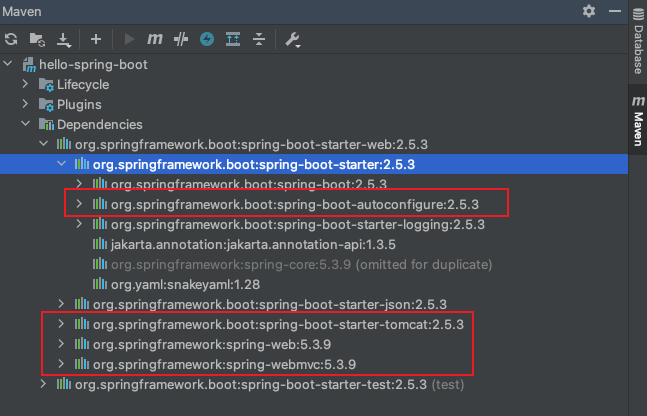 Maven
hello-spring-boot
Lifecycle
Plugins
Dependencies
org.springframework.boot:spring-boot-starter-web:2.5.3
org.springframework.boot:spring-boot-starter:2.5.3
org.springframework.boot:spring-boot:2.5.3
org.springframework.boot:spring-boot-autoconfigure:2.5.3
org.springframework.boot:spring-boot-starter-logging:2.5.3
jakarta.annotation:jakarta.annotation-api:1.3.5
org.springframework:spring-core:5.3.9 (omitted for duplicate)
org.yaml:snakeyaml:1.28
org.springframework.boot:spring-boot-starter-json:2.5.3
org.springframework.boot:spring-boot-starter-tomcat:2.5.3
org.springframework:spring-web:5.3.9
org.springframework:spring-webmvc:5.3.9
org.springframework.boot:spring-boot-starter-test:2.5.3 (test)
Database
m Maven